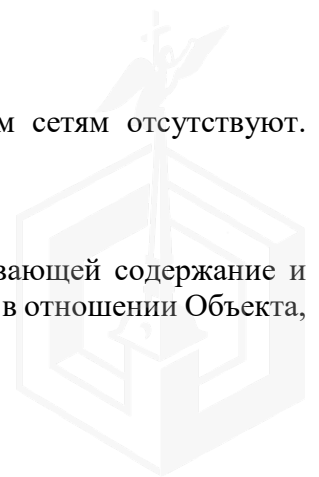 м сетям отсутствуют.
вающей содержание и
в отношении Объекта,